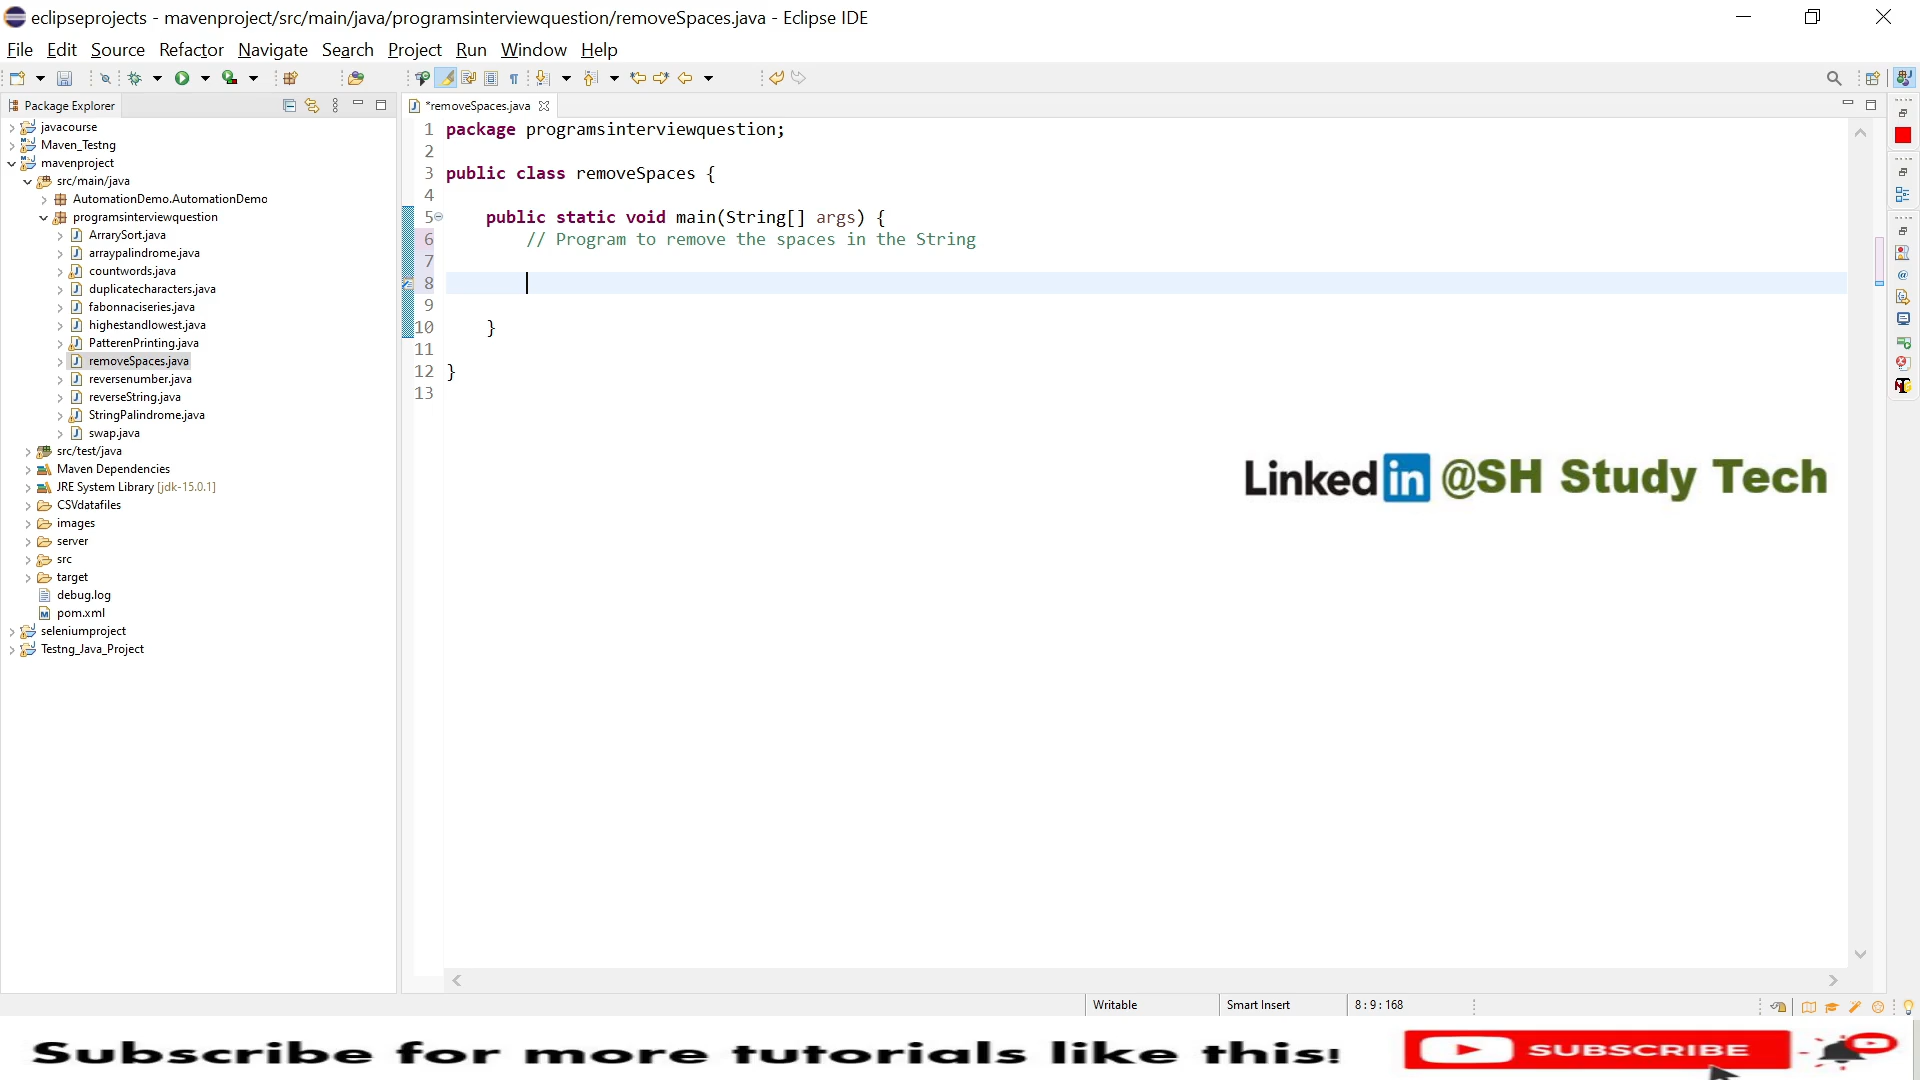 eclipseprojects - mavenproject/src/main/java/programsinterviewquestion/removeSpaces.java - Eclipse IDE
File Edit Source Refactor Navigate Search Project Run Window Help
Package Explorer
*removeSpaces.java
javacourse
Maven_Testng
mavenproject
src/main/java
AutomationDemo.AutomationDemo
programsinterviewquestion
ArrarySort.java
arraypalindrome.java
countwords.java
duplicatecharacters.java
fabonnaciseries.java
highestandlowest.java
PatterenPrinting.java
removeSpaces.java
reversenumber.java
reverseString.java
StringPalindrome.java
swap.java
src/test/java
Maven Dependencies
JRE System Library [jdk-15.0.1]
CSVdatafiles
images
server
src
target
debug.log
pom.xml
seleniumproject
Testng_Java_Project
1 package programsinterviewquestion;
2
3 public class removeSpaces {
4
5 public static void main(String[] args) {
6 // Program to remove the spaces in the String
7
8
9
10 }
11
12 }
13
Linked in @SH Study Tech
Writable Smart Insert 8 : 9 : 168
Subscribe for more tutorials like this! SUBSCRIBE